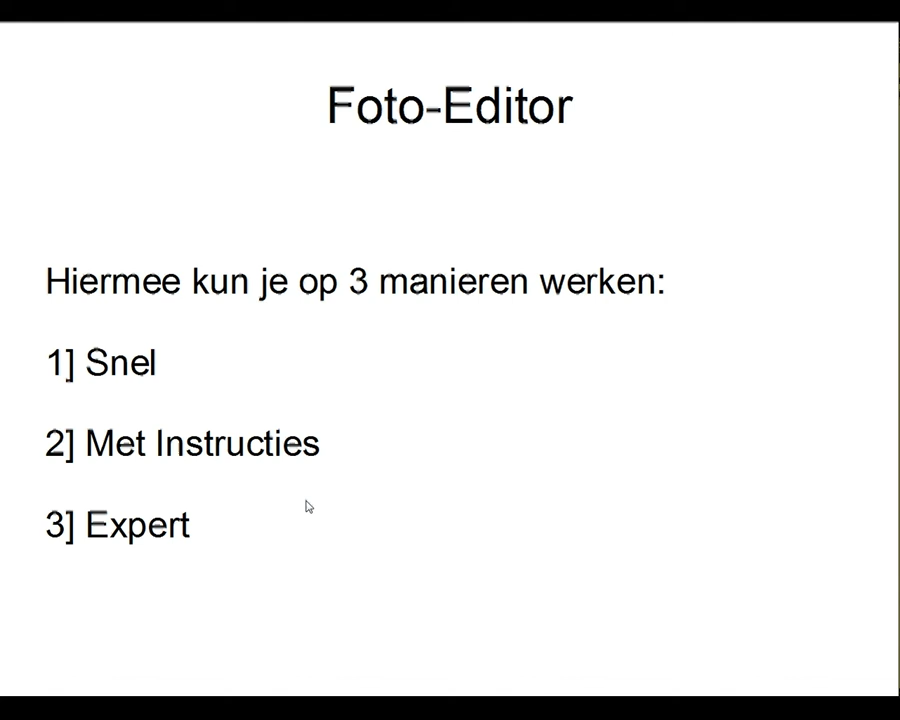 Foto-Editor
Hiermee kun je op 3 manieren werken:
1] Snel
2] Met Instructies
3] Expert